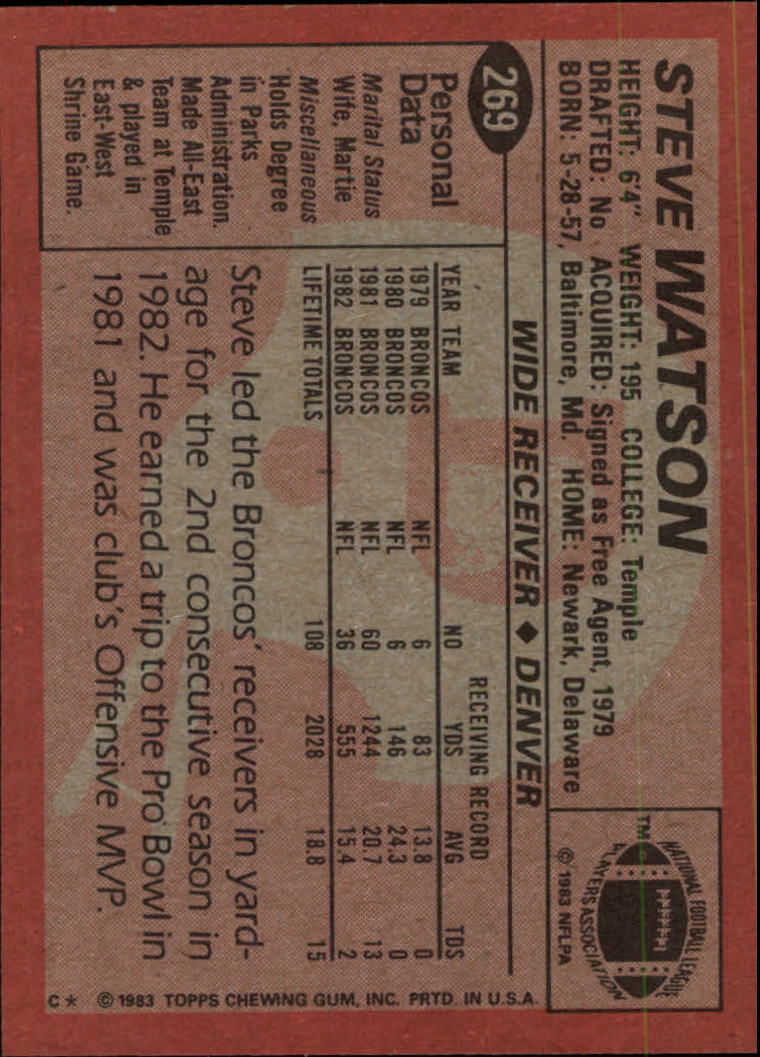 STEVE WATSON
HEIGHT: 6'4" WEIGHT: 195 COLLEGE: Temple
DRAFTED: No ACQUIRED: Signed as Free Agent, 1979
BORN: 5-28-57, Baltimore, Md. HOME: Newark, Delaware
NATIONAL FOOTBALL LEAGUE
PLAYERS ASSOCIATION
TM
© 1983 NFLPA
269
WIDE RECEIVER ◆ DENVER
Personal
Data
Marital Status
Wife, Martie
Miscellaneous
Holds Degree
in Parks
Administration.
Made All-East
Team at Temple
& played in
East-West
Shrine Game.
RECEIVING RECORD
YEAR TEAM NO YDS AVG TDS
1979 BRONCOS NFL 6 83 13.8 0
1980 BRONCOS NFL 6 146 24.3 0
1981 BRONCOS NFL 60 1244 20.7 13
1982 BRONCOS NFL 36 555 15.4 2
LIFETIME TOTALS 108 2028 18.8 15
Steve led the Broncos' receivers in yard-
age for the 2nd consecutive season in
1982. He earned a trip to the Pro Bowl in
1981 and was club's Offensive MVP.
C* © 1983 TOPPS CHEWING GUM, INC. PRTD. IN U.S.A.